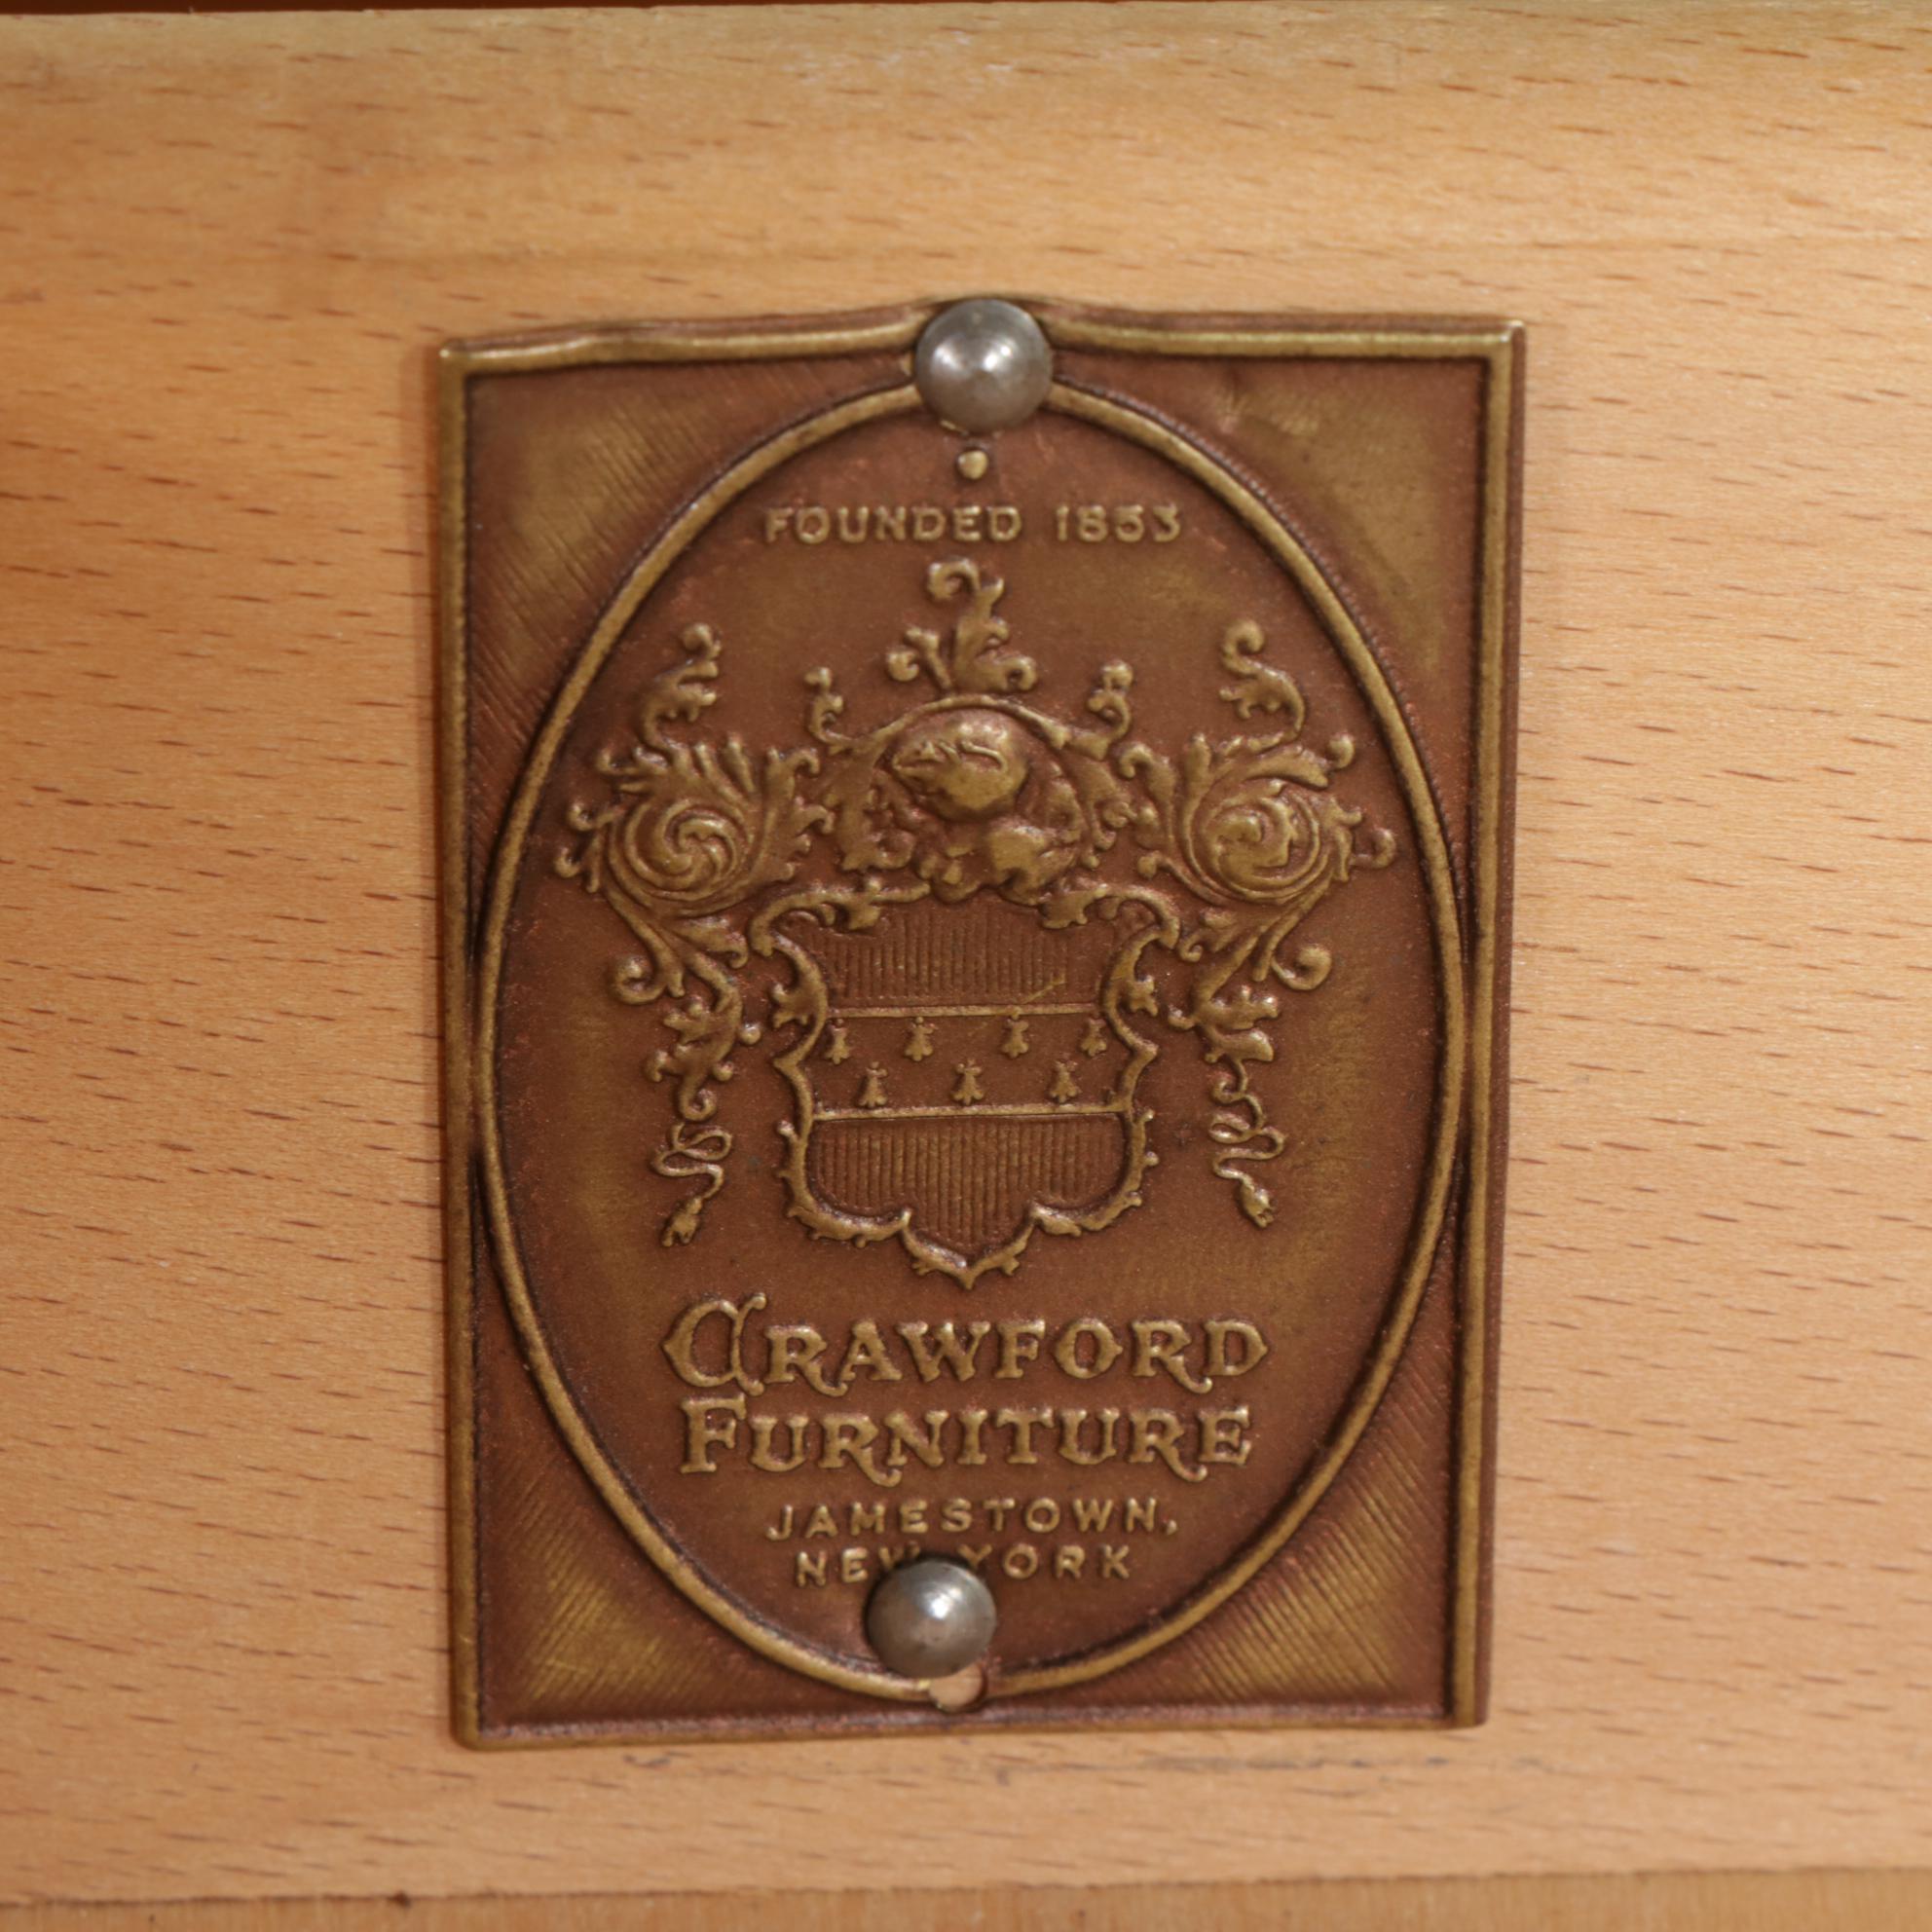 FOUNDED 1853
CRAWFORD
FURNITURE
JAMESTOWN,
NEW YORK